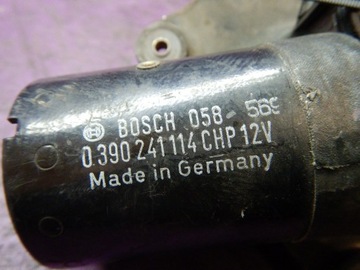 BOSCH 058 569
0 390 241 114 CHP 12V
Made in Germany